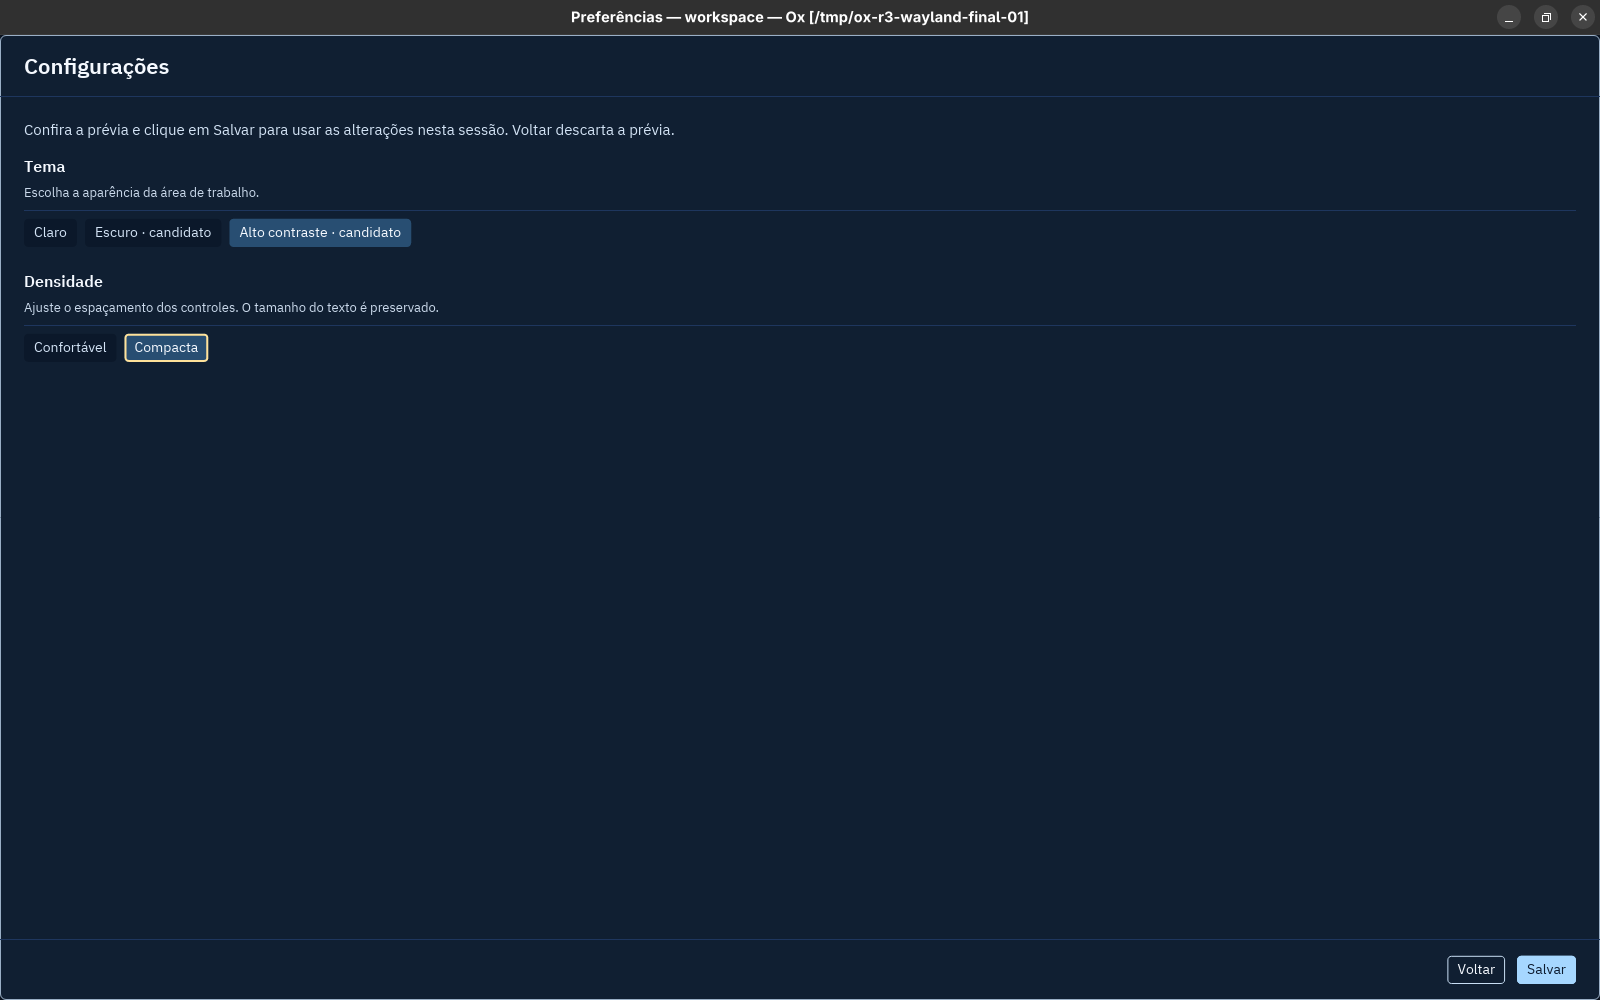 Preferências — workspace — Ox [/tmp/ox-r3-wayland-final-01]
Configurações
Confira a prévia e clique em Salvar para usar as alterações nesta sessão. Voltar descarta a prévia.
Tema
Escolha a aparência da área de trabalho.
Claro Escuro · candidato Alto contraste · candidato
Densidade
Ajuste o espaçamento dos controles. O tamanho do texto é preservado.
Confortável Compacta
Voltar Salvar